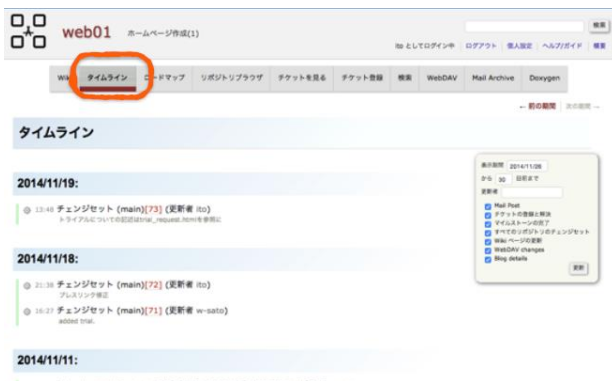 web01 ホームページ作成(1)
検索
ito としてログイン中 ログアウト 個人設定 ヘルプ/ガイド 概要
Wiki タイムライン ロードマップ リポジトリブラウザ チケットを見る チケット登録 検索 WebDAV Mail Archive Doxygen
← 前の期間 次の期間 →
タイムライン
表示期間 2014/11/26
から 30 日前まで
更新者
Mail Post
チケットの登録と解決
マイルストーンの完了
すべてのリポジトリのチェンジセット
Wiki ページの更新
WebDAV changes
Blog details
更新
2014/11/19:
13:48 チェンジセット (main)[73] (更新者 ito)
トライアルについての記述はtrial_request.htmlを参照に
2014/11/18:
21:38 チェンジセット (main)[72] (更新者 ito)
プレスリンク修正
16:27 チェンジセット (main)[71] (更新者 w-sato)
added trial.
2014/11/11: